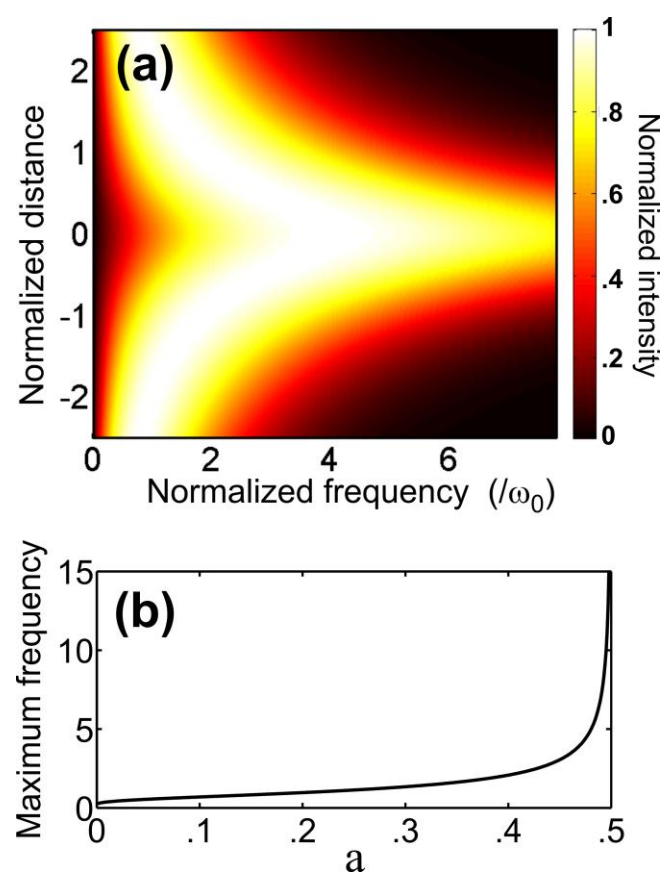 (a)
Normalized distance
2
1
0
-1
-2
0 2 4 6
Normalized frequency (/ω₀)
1
.8
.6
.4
.2
0
Normalized intensity
(b)
Maximum frequency
15
10
5
0
0 .1 .2 .3 .4 .5
a